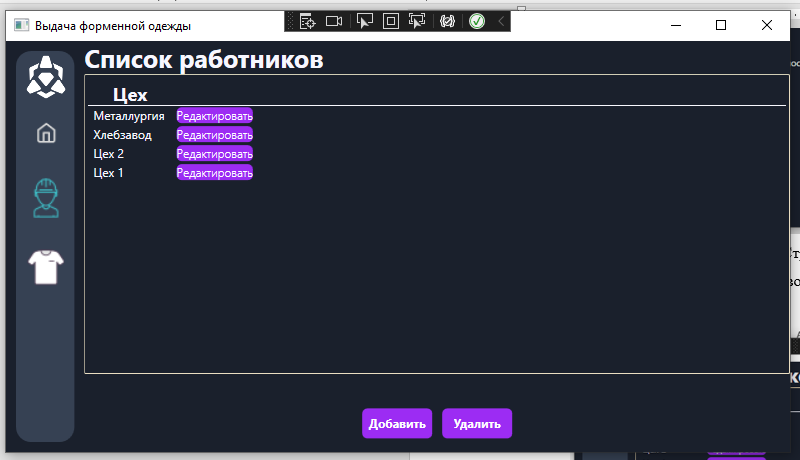 Выдача форменной одежды
Список работников
Цех
Металлургия Редактировать
Хлебзавод Редактировать
Цех 2 Редактировать
Цех 1 Редактировать
Добавить Удалить